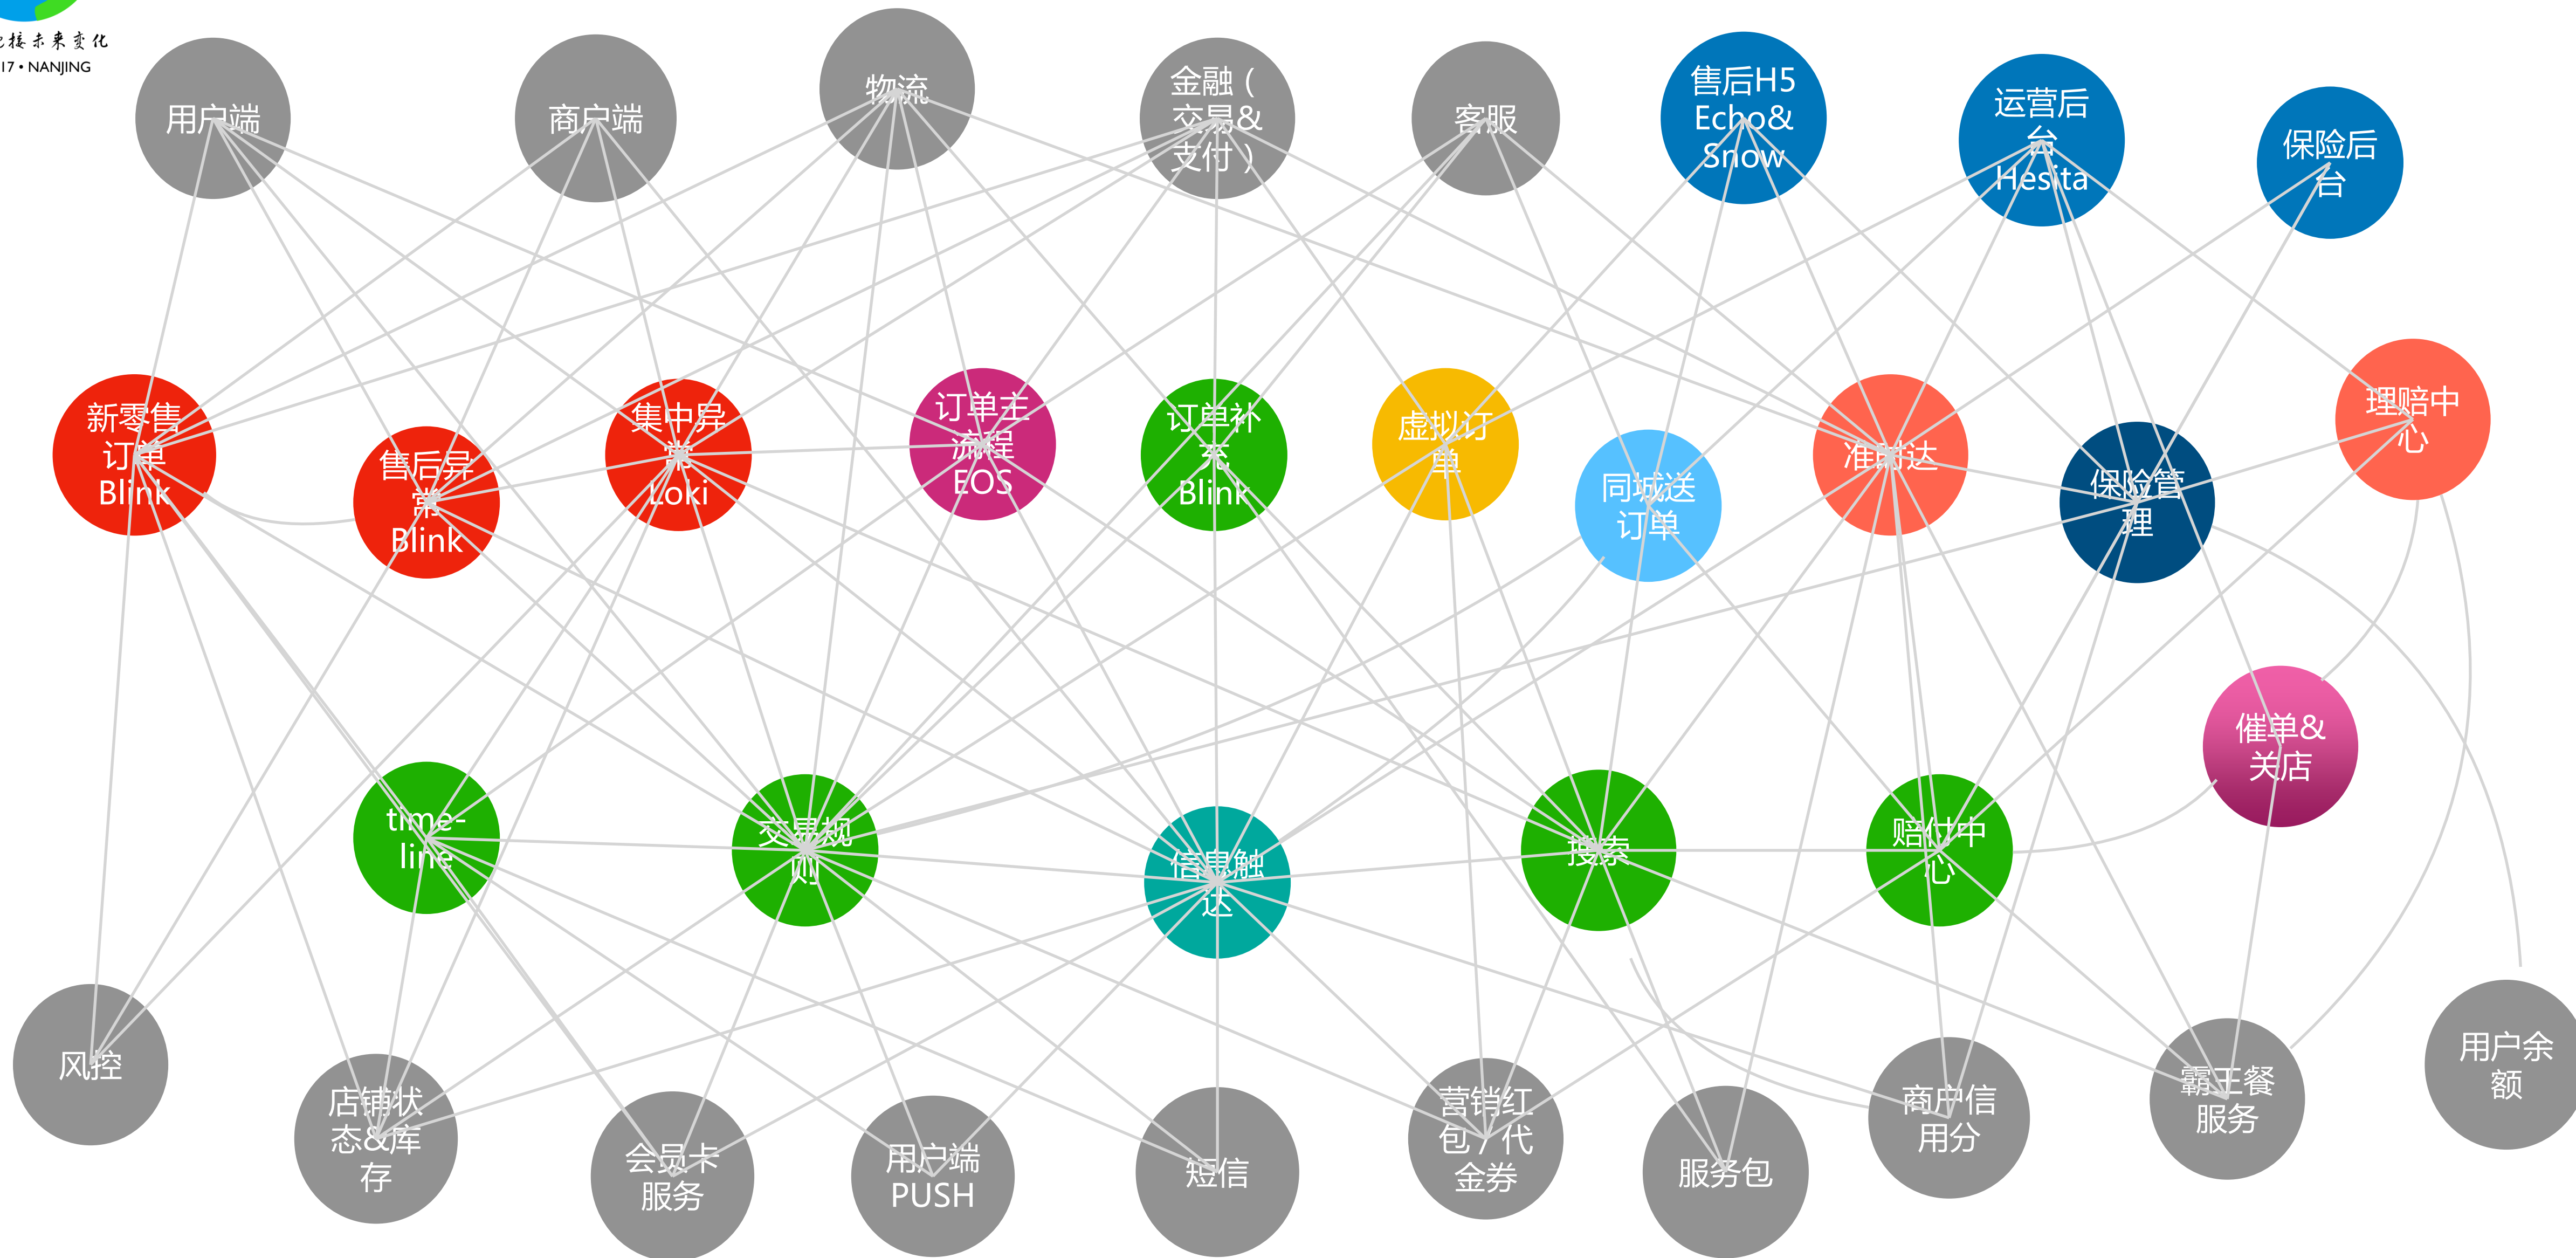 接未来变化
17 • NANJING
用户端
商户端
物流
金融（
交易&
支付）
客服
售后H5
Echo&
Snow
运营后
台
Hesita
保险后
台
新零售
订单
Blink
售后异
常
Blink
集中异
常
Loki
订单主
流程
EOS
订单补
充
Blink
虚拟订
单
同城送
订单
准时达
保险管
理
理赔中
心
催单&
关店
time-
line
交易规
则
信息触
达
搜索
赔付中
心
风控
店铺状
态&库
存
会员卡
服务
用户端
PUSH
短信
营销红
包 / 代
金券
服务包
商户信
用分
霸王餐
服务
用户余
额